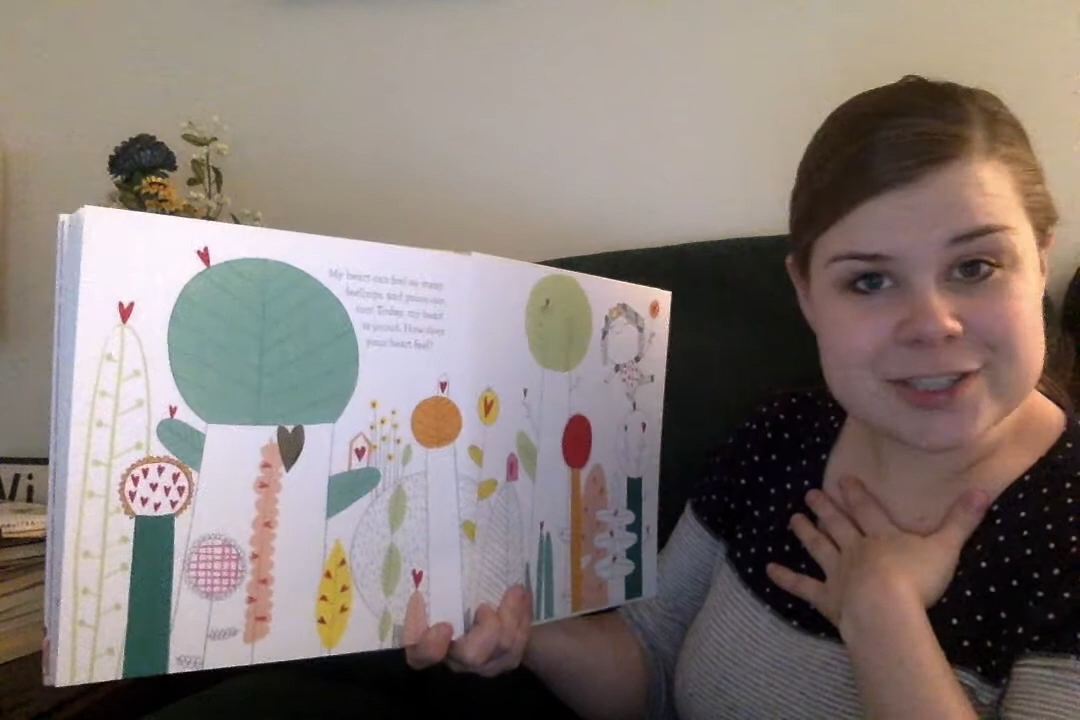 My heart can feel so many
feelings, and yours can
too! Today, my heart
is proud. How does
your heart feel?
Wi